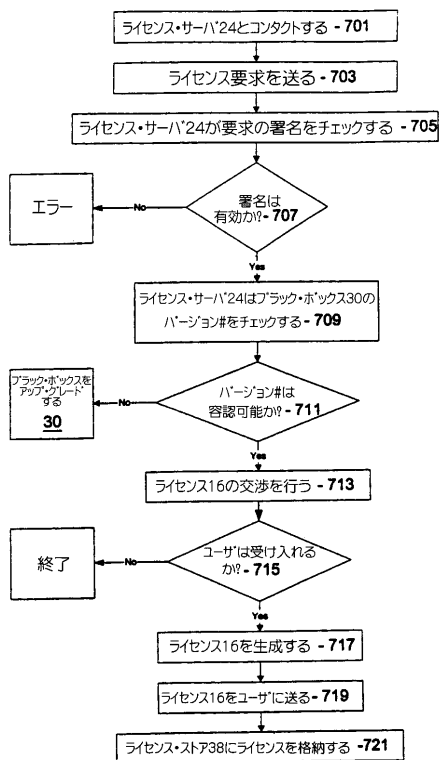 ライセンス・サーバ24とコンタクトする - 701
ライセンス要求を送る - 703
ライセンス・サーバ24が要求の署名をチェックする - 705
署名は
有効か? - 707
No
エラー
Yes
ライセンス・サーバ24はブラック・ボックス30の
バージョン#をチェックする - 709
バージョン#は
容認可能か? - 711
No
ブラック・ボックスを
アップ・グレード
する
30
Yes
ライセンス16の交渉を行う - 713
ユーザは受け入れる
か? - 715
No
終了
Yes
ライセンス16を生成する - 717
ライセンス16をユーザに送る - 719
ライセンス・ストア38にライセンスを格納する -721